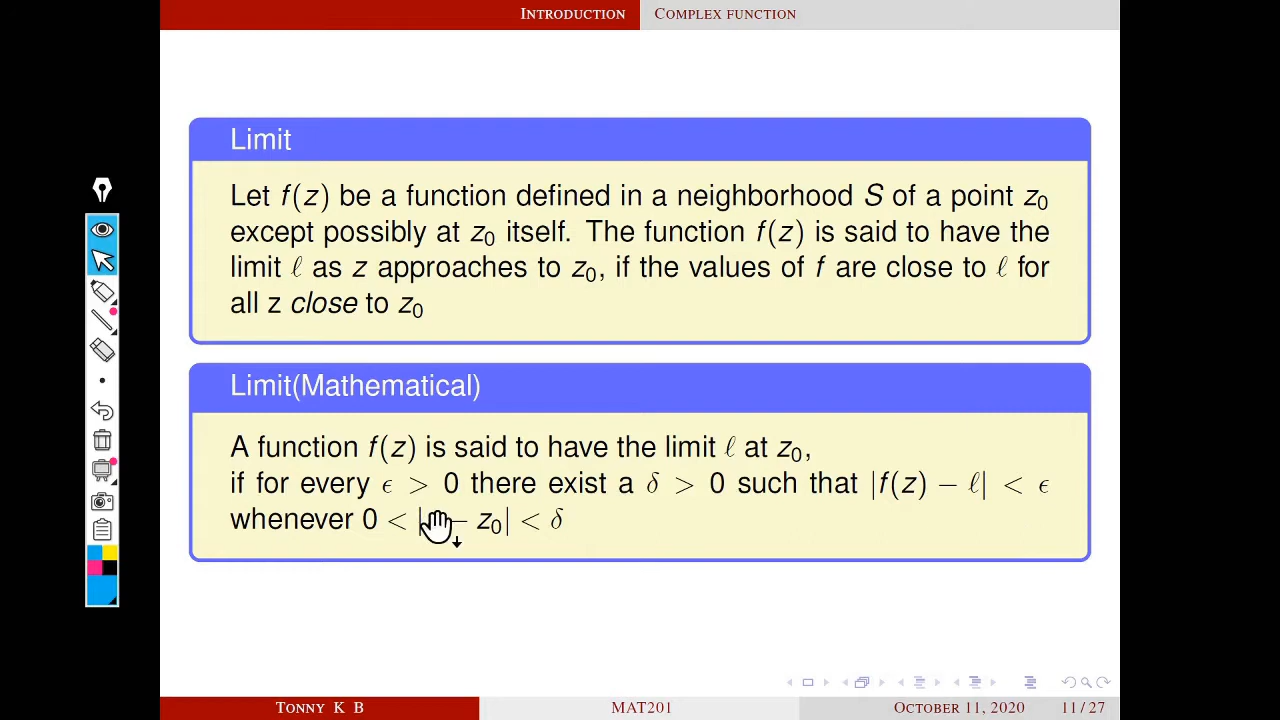 INTRODUCTION COMPLEX FUNCTION
Limit
Let f(z) be a function defined in a neighborhood S of a point z₀
except possibly at z₀ itself. The function f(z) is said to have the
limit ℓ as z approaches to z₀, if the values of f are close to ℓ for
all z close to z₀
Limit(Mathematical)
A function f(z) is said to have the limit ℓ at z₀,
if for every ϵ > 0 there exist a δ > 0 such that |f(z) − ℓ| < ϵ
whenever 0 < | − z₀| < δ
TONNY K B MAT201 OCTOBER 11, 2020 11 / 27